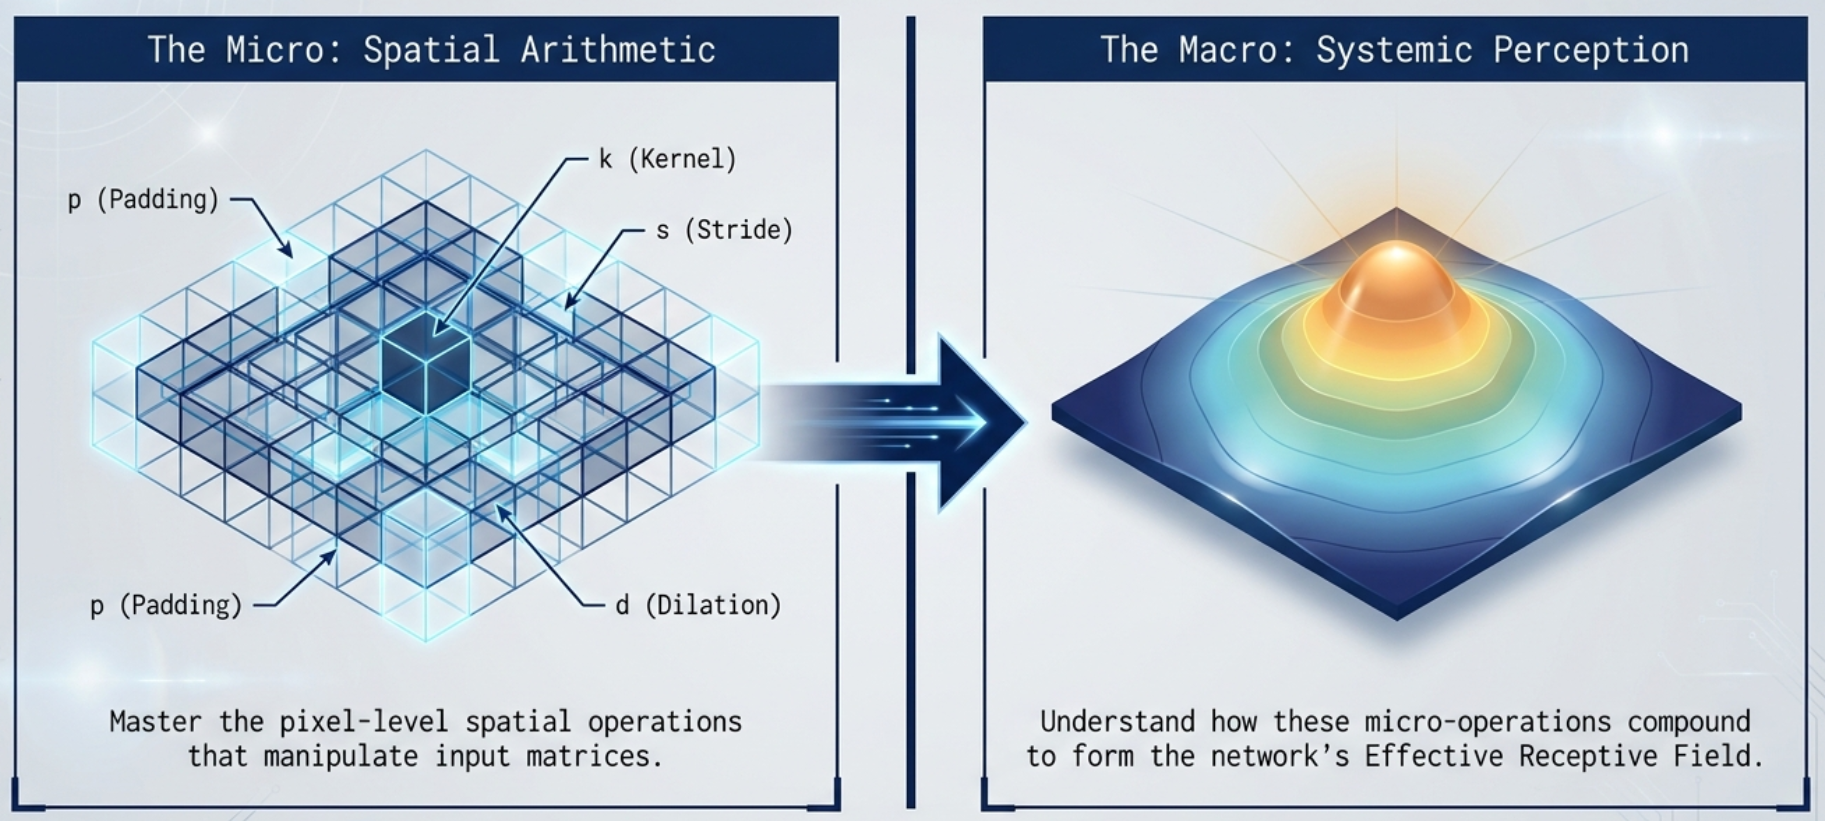 The Micro: Spatial Arithmetic
k (Kernel)
p (Padding)
s (Stride)
p (Padding)
d (Dilation)
Master the pixel-level spatial operations
that manipulate input matrices.
The Macro: Systemic Perception
Understand how these micro-operations compound
to form the network's Effective Receptive Field.